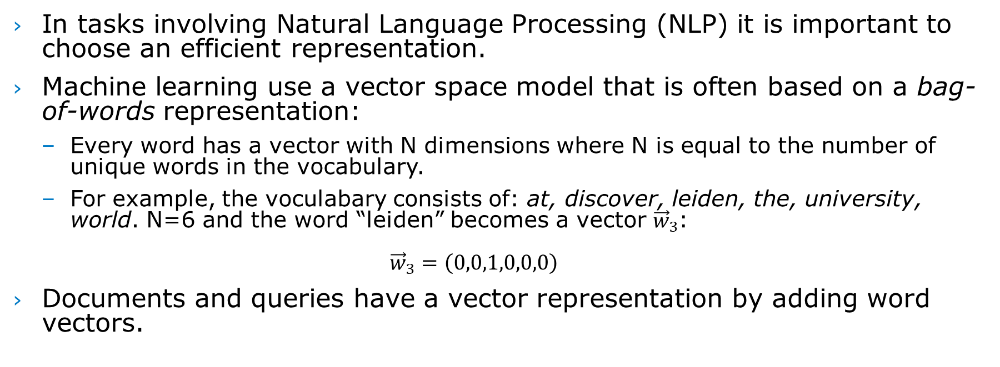 › In tasks involving Natural Language Processing (NLP) it is important to
choose an efficient representation.
› Machine learning use a vector space model that is often based on a bag-
of-words representation:
– Every word has a vector with N dimensions where N is equal to the number of
unique words in the vocabulary.
– For example, the voculabary consists of: at, discover, leiden, the, university,
world. N=6 and the word “leiden” becomes a vector w⃗₃:
w⃗₃ = (0,0,1,0,0,0)
› Documents and queries have a vector representation by adding word
vectors.